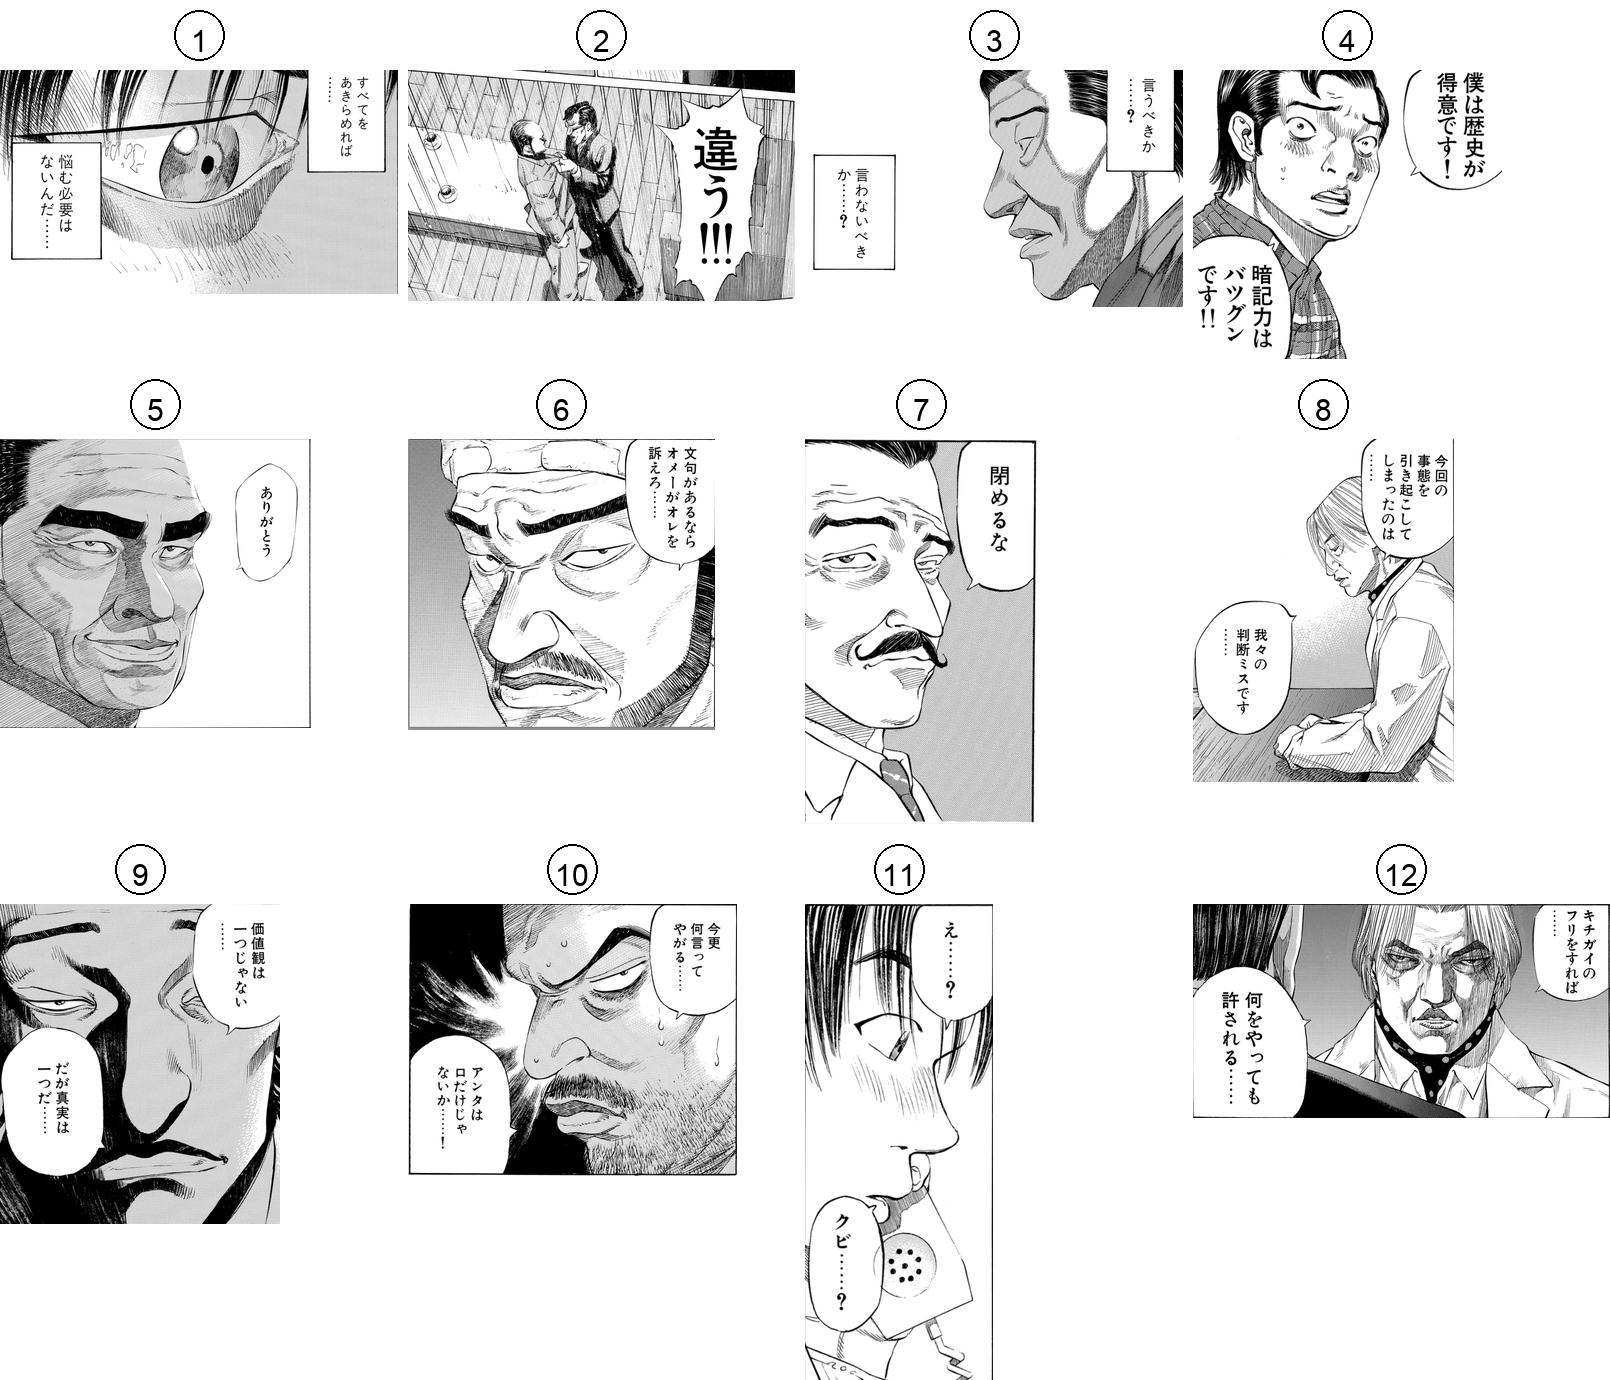 1
すべてを
あきらめれば
……
悩む必要は
ないんだ……
2
違う!!!
3
言うべきか
……?
言わないべき
か……?
4
僕は歴史が
得意です!
暗記力は
バツグン
です!!
5
ありがとう
6
文句があるなら
オメーがオレを
訴えろ……
7
閉めるな
8
今回の
事態を
引き起こして
しまったのは
……
我々の
判断ミスです
……
9
価値観は
一つじゃない
……
だが真実は
一つだ……
10
今更
何言って
やがる……
アンタは
口だけじゃ
ないか……!
11
え……?
クビ……?
12
キチガイの
フリをすれば
……
何をやっても
許される……